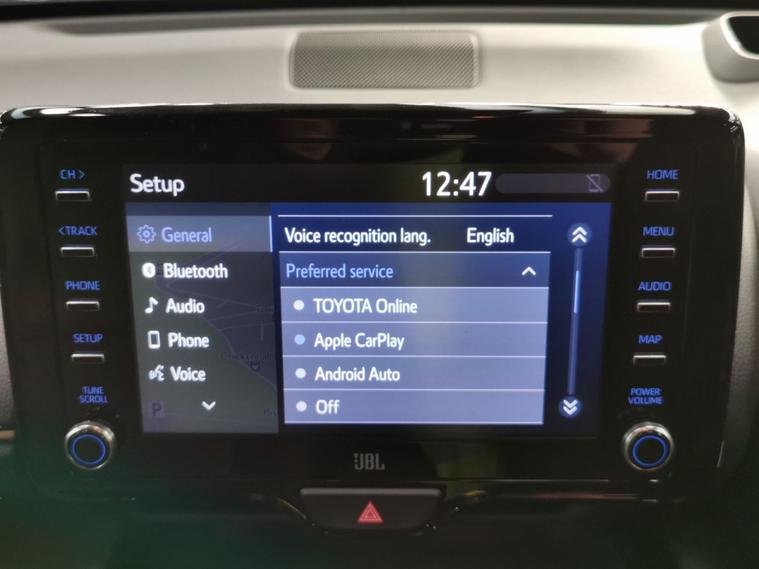 CH >
< TRACK
PHONE
SETUP
TUNE
SCROLL
Setup
12:47
General
Bluetooth
Audio
Phone
Voice
P
Voice recognition lang. English
Preferred service
TOYOTA Online
Apple CarPlay
Android Auto
Off
HOME
MENU
AUDIO
MAP
POWER
VOLUME
JBL